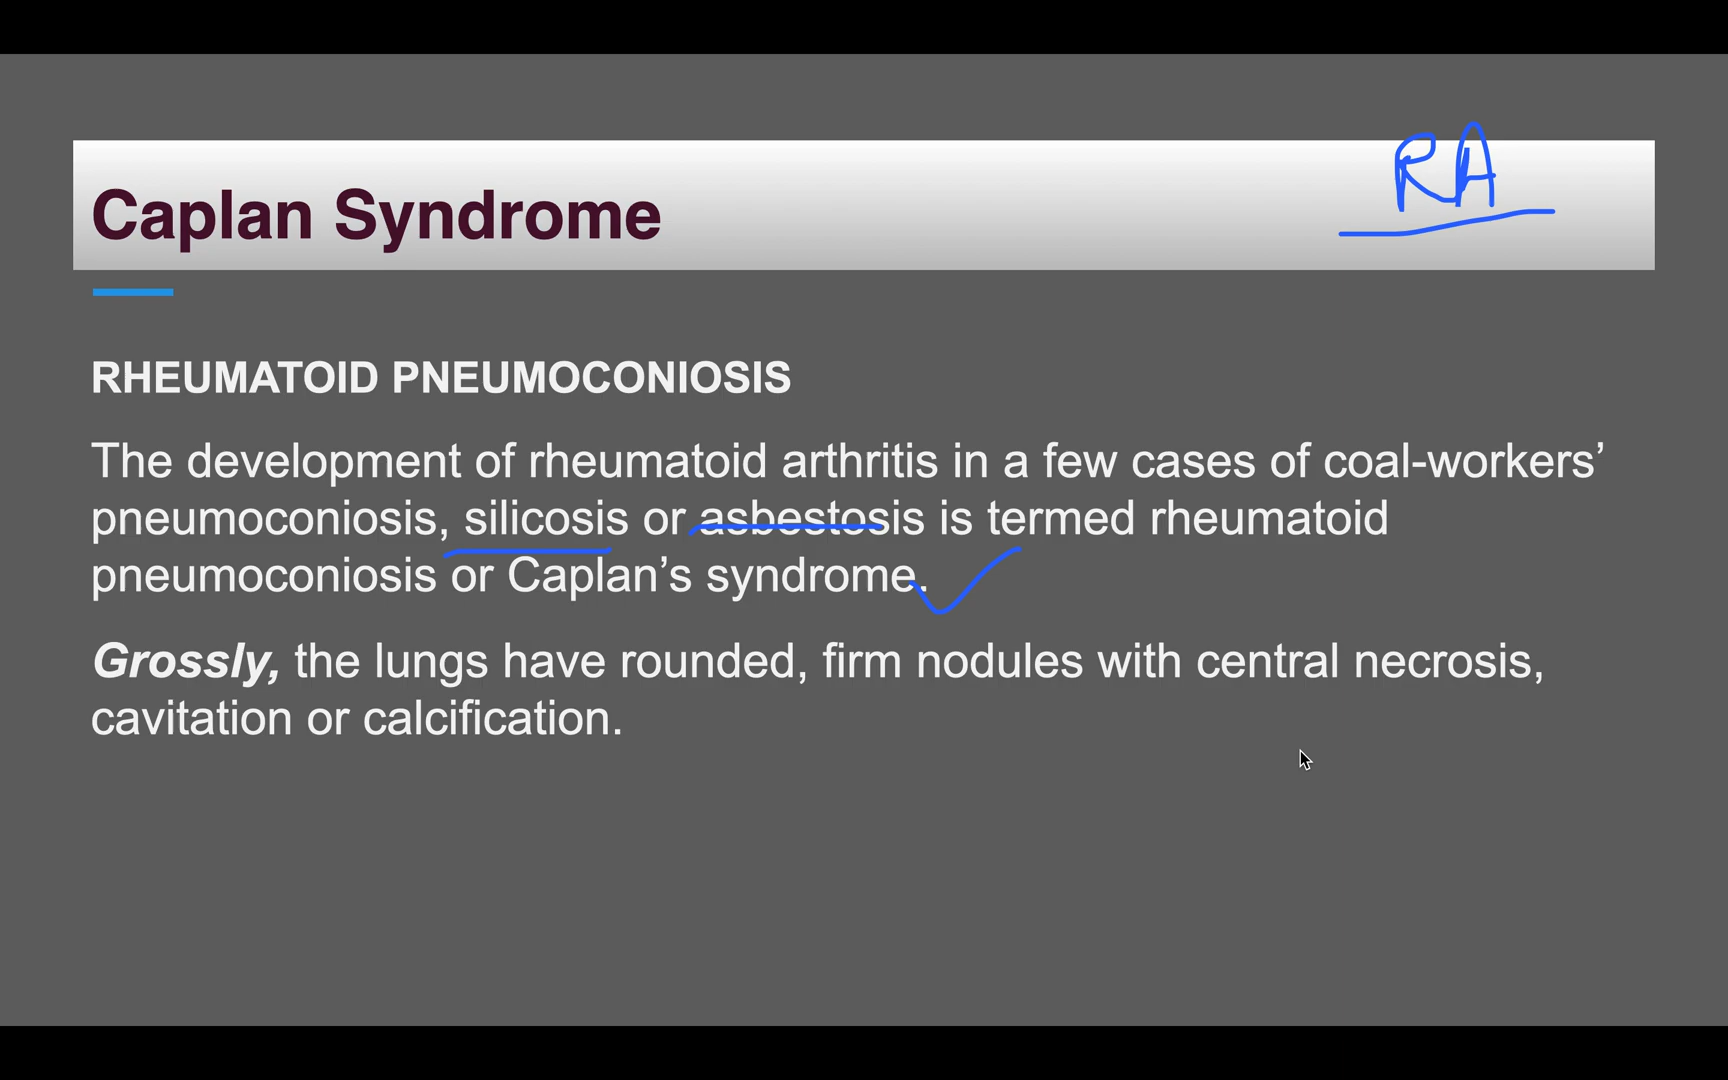 RA
Caplan Syndrome
RHEUMATOID PNEUMOCONIOSIS
The development of rheumatoid arthritis in a few cases of coal-workers’
pneumoconiosis, silicosis or asbestosis is termed rheumatoid
pneumoconiosis or Caplan’s syndrome.
Grossly, the lungs have rounded, firm nodules with central necrosis,
cavitation or calcification.